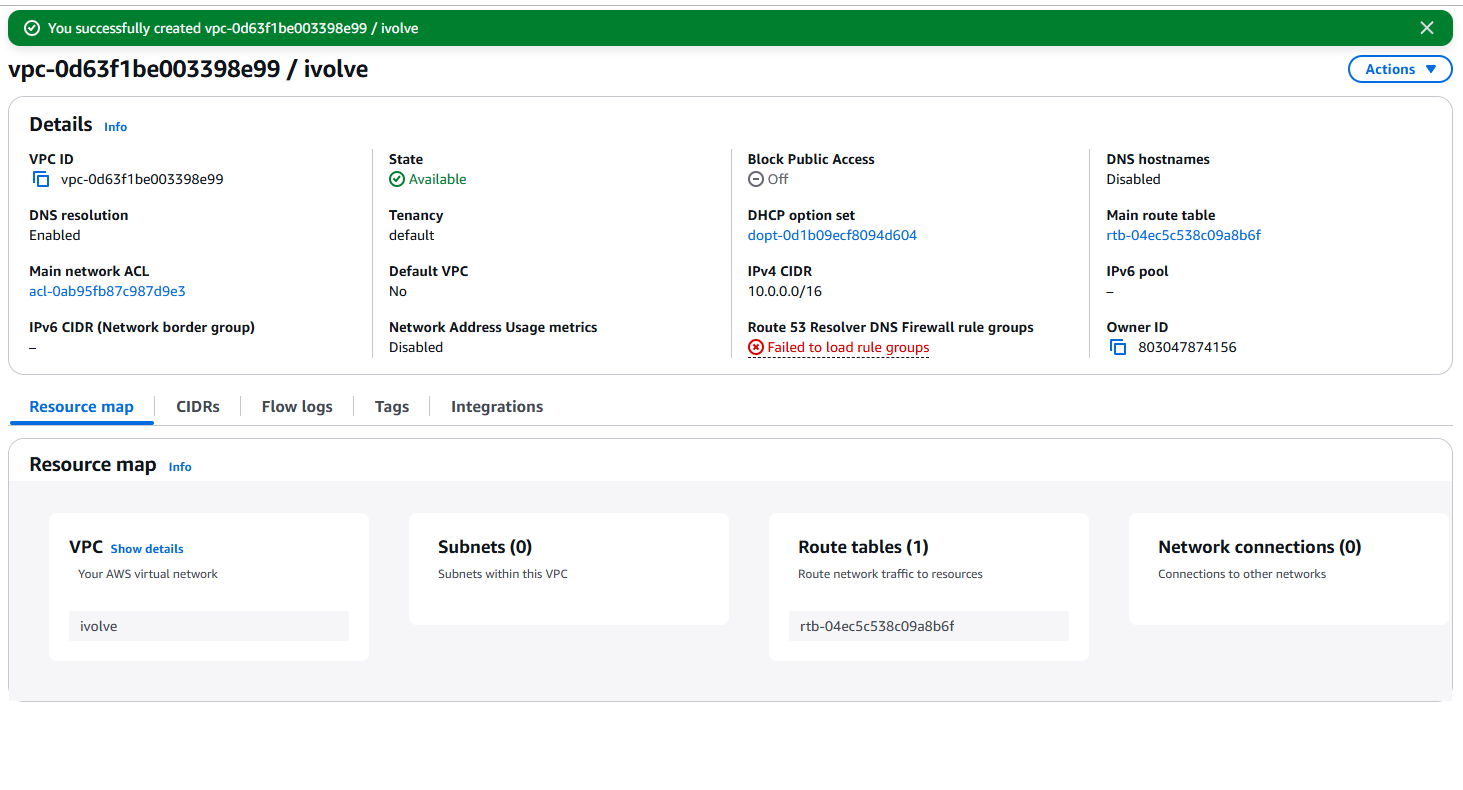 You successfully created vpc-0d63f1be003398e99 / ivolve
vpc-0d63f1be003398e99 / ivolve
Actions
Details Info
VPC ID
vpc-0d63f1be003398e99
State
Available
Block Public Access
Off
DNS hostnames
Disabled
DNS resolution
Enabled
Tenancy
default
DHCP option set
dopt-0d1b09ecf8094d604
Main route table
rtb-04ec5c538c09a8b6f
Main network ACL
acl-0ab95fb87c987d9e3
Default VPC
No
IPv4 CIDR
10.0.0.0/16
IPv6 pool
–
IPv6 CIDR (Network border group)
–
Network Address Usage metrics
Disabled
Route 53 Resolver DNS Firewall rule groups
Failed to load rule groups
Owner ID
803047874156
Resource map
CIDRs
Flow logs
Tags
Integrations
Resource map Info
VPC Show details
Your AWS virtual network
ivolve
Subnets (0)
Subnets within this VPC
Route tables (1)
Route network traffic to resources
rtb-04ec5c538c09a8b6f
Network connections (0)
Connections to other networks